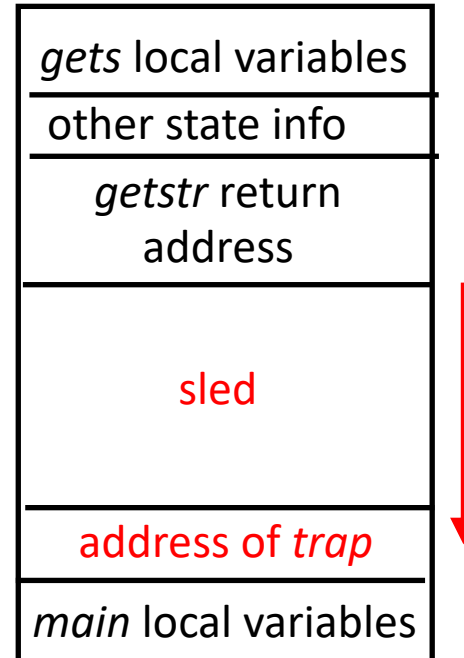 gets local variables
other state info
getstr return
address
sled
address of trap
main local variables